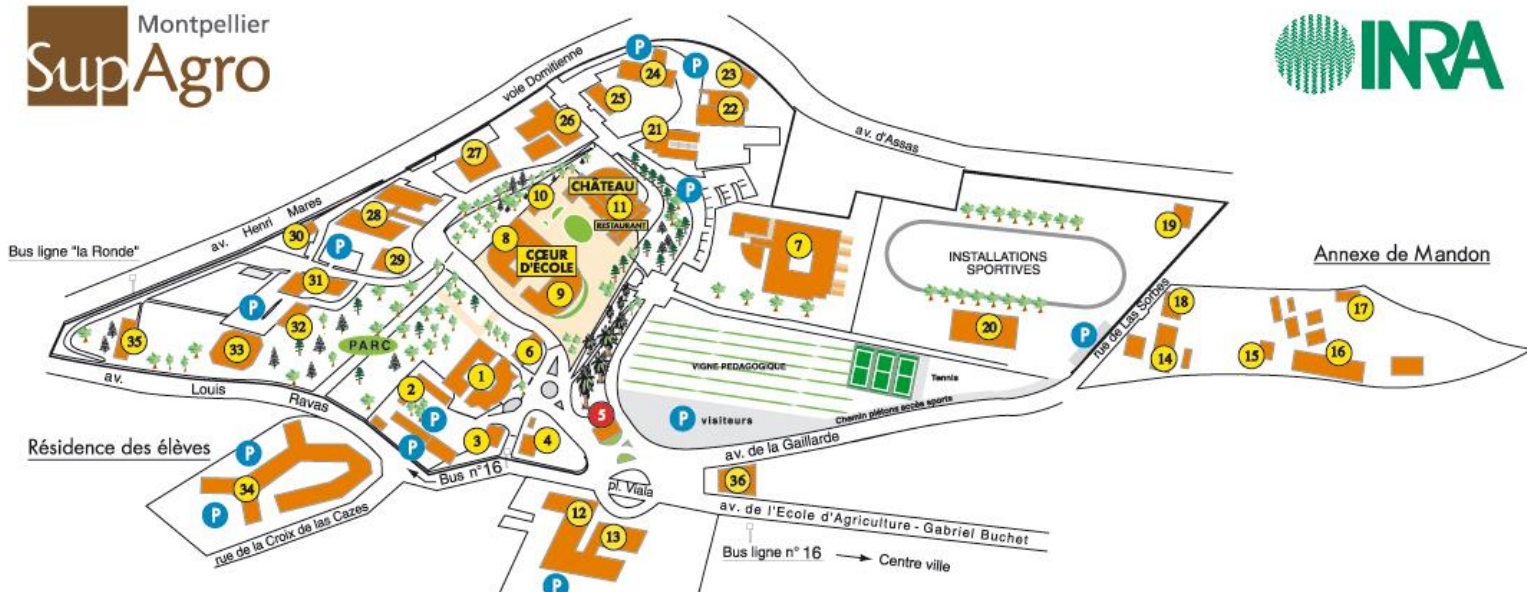 Montpellier
SupAgro
INRA
voie Domitienne
av. d'Assas
av. Henri Mares
Bus ligne "la Ronde"
P
P
24
23
25
22
26
21
27
P
CHÂTEAU
10
11
RESTAURANT
28
30
P
29
8
CŒUR
D'ÉCOLE
9
7
INSTALLATIONS
SPORTIVES
19
Annexe de Mandon
31
P
32
35
33
PARC
6
1
2
P
P
3
4
5
20
P
rue de Las Sorbes
18
17
14
15
16
VIGNE PEDAGOGIQUE
Tennis
Chemin piétons accès sports
P visiteurs
av. de la Gaillarde
av. Louis Ravas
Résidence des élèves
P
34
P
rue de la Croix de las Cazes
Bus n°16
pl. Viala
12
13
P
36
av. de l'Ecole d'Agriculture - Gabriel Buchet
Bus ligne n° 16
Centre ville